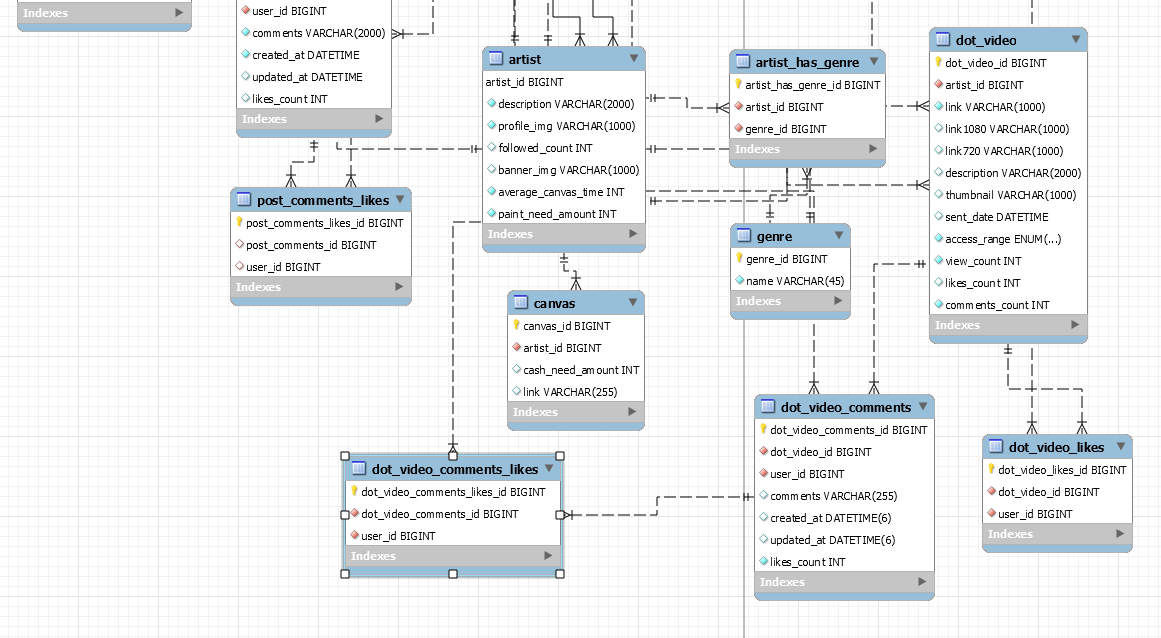 Indexes
user_id BIGINT
comments VARCHAR(2000)
created_at DATETIME
updated_at DATETIME
likes_count INT
Indexes
post_comments_likes
post_comments_likes_id BIGINT
post_comments_id BIGINT
user_id BIGINT
Indexes
artist
artist_id BIGINT
description VARCHAR(2000)
profile_img VARCHAR(1000)
followed_count INT
banner_img VARCHAR(1000)
average_canvas_time INT
paint_need_amount INT
Indexes
canvas
canvas_id BIGINT
artist_id BIGINT
cash_need_amount INT
link VARCHAR(255)
Indexes
artist_has_genre
artist_has_genre_id BIGINT
artist_id BIGINT
genre_id BIGINT
Indexes
genre
genre_id BIGINT
name VARCHAR(45)
Indexes
dot_video
dot_video_id BIGINT
artist_id BIGINT
link VARCHAR(1000)
link1080 VARCHAR(1000)
link720 VARCHAR(1000)
description VARCHAR(2000)
thumbnail VARCHAR(1000)
sent_date DATETIME
access_range ENUM(...)
view_count INT
likes_count INT
comments_count INT
Indexes
dot_video_comments_likes
dot_video_comments_likes_id BIGINT
dot_video_comments_id BIGINT
user_id BIGINT
Indexes
dot_video_comments
dot_video_comments_id BIGINT
dot_video_id BIGINT
user_id BIGINT
comments VARCHAR(255)
created_at DATETIME(6)
updated_at DATETIME(6)
likes_count INT
Indexes
dot_video_likes
dot_video_likes_id BIGINT
dot_video_id BIGINT
user_id BIGINT
Indexes